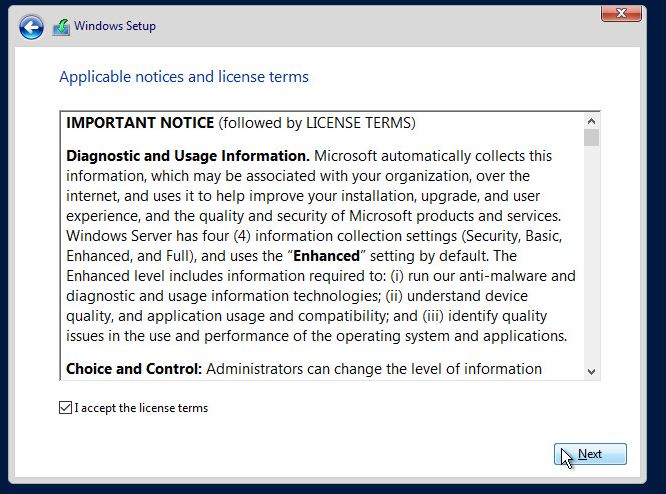 Windows Setup
Applicable notices and license terms
IMPORTANT NOTICE (followed by LICENSE TERMS)
Diagnostic and Usage Information. Microsoft automatically collects this
information, which may be associated with your organization, over the
internet, and uses it to help improve your installation, upgrade, and user
experience, and the quality and security of Microsoft products and services.
Windows Server has four (4) information collection settings (Security, Basic,
Enhanced, and Full), and uses the “Enhanced” setting by default. The
Enhanced level includes information required to: (i) run our anti-malware and
diagnostic and usage information technologies; (ii) understand device
quality, and application usage and compatibility; and (iii) identify quality
issues in the use and performance of the operating system and applications.
Choice and Control: Administrators can change the level of information
I accept the license terms
Next